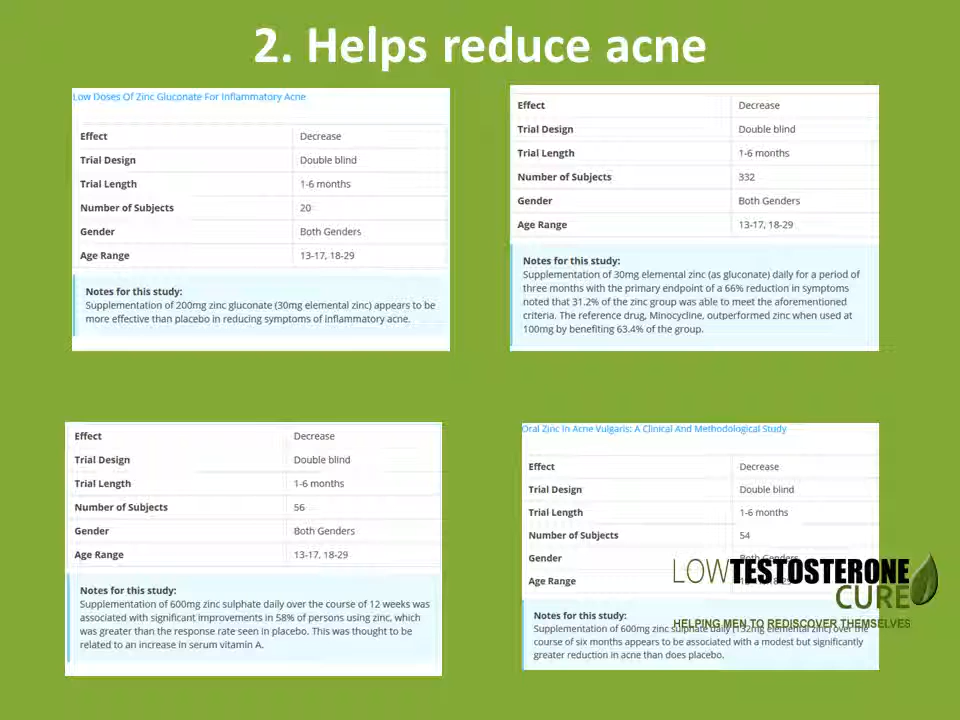 2. Helps reduce acne
Low Doses Of Zinc Gluconate For Inflammatory Acne
Effect Decrease
Trial Design Double blind
Trial Length 1-6 months
Number of Subjects 20
Gender Both Genders
Age Range 13-17, 18-29
Notes for this study:
Supplementation of 200mg zinc gluconate (30mg elemental zinc) appears to be
more effective than placebo in reducing symptoms of inflammatory acne.
Effect Decrease
Trial Design Double blind
Trial Length 1-6 months
Number of Subjects 332
Gender Both Genders
Age Range 13-17, 18-29
Notes for this study:
Supplementation of 30mg elemental zinc (as gluconate) daily for a period of
three months with the primary endpoint of a 66% reduction in symptoms
noted that 31.2% of the zinc group was able to meet the aforementioned
criteria. The reference drug, Minocycline, outperformed zinc when used at
100mg by benefiting 63.4% of the group.
Effect Decrease
Trial Design Double blind
Trial Length 1-6 months
Number of Subjects 56
Gender Both Genders
Age Range 13-17, 18-29
Notes for this study:
Supplementation of 600mg zinc sulphate daily over the course of 12 weeks was
associated with significant improvements in 58% of persons using zinc, which
was greater than the response rate seen in placebo. This was thought to be
related to an increase in serum vitamin A.
Oral Zinc In Acne Vulgaris: A Clinical And Methodological Study
Effect Decrease
Trial Design Double blind
Trial Length 1-6 months
Number of Subjects 54
Gender Both Genders
Age Range
Notes for this study:
Supplementation of 600mg zinc sulphate daily (132mg elemental zinc) over the
course of six months appears to be associated with a modest but significantly
greater reduction in acne than does placebo.
LOWTESTOSTERONE
CURE
HELPING MEN TO REDISCOVER THEMSELVES